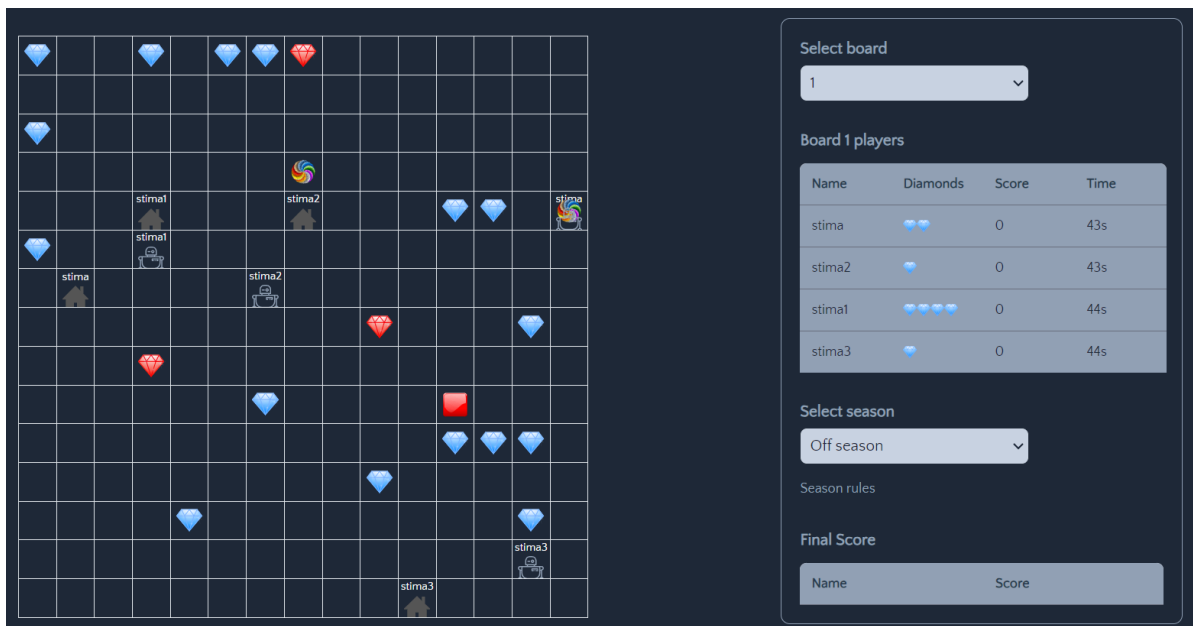 Select board
1
Board 1 players
Name Diamonds Score Time
stima 0 43s
stima2 0 43s
stima1 0 44s
stima3 0 44s
Select season
Off season
Season rules
Final Score
Name Score
stima1
stima2
stima
stima1
stima
stima2
stima3
stima3